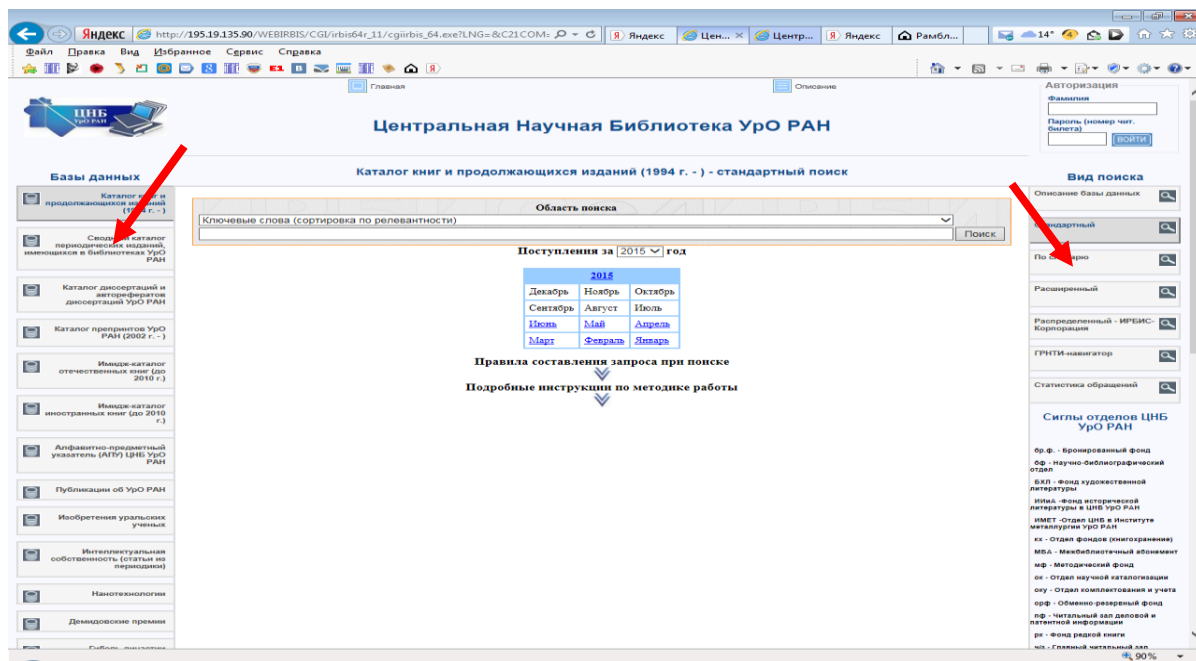 Яндекс
http://195.19.135.90/WEBIRBIS/CGI/irbis64r_11/cgiirbis_64.exe?LNG=&C21COM=
Яндекс
Цен...
Центр...
Яндекс
Рамбл...
-14°
4
Файл Правка Вид Избранное Сервис Справка
Главная
Описание
ЦНБ
УрО РАН
Центральная Научная Библиотека УрО РАН
Авторизация
Фамилия
Пароль (номер чит.
билета)
ВОЙТИ
Базы данных
Каталог книг и
продолжающихся изданий
(1994 г. - )
Сводный каталог
периодических изданий,
имеющихся в библиотеках УрО
РАН
Каталог диссертаций и
авторефератов
диссертаций УрО РАН
Каталог препринтов УрО
РАН (2002 г. - )
Имидж-каталог
отечественных книг (до
2010 г.)
Имидж-каталог
иностранных книг (до 2010
г.)
Алфавитно-предметный
указатель (АПУ) ЦНБ УрО
РАН
Публикации об УрО РАН
Изобретения уральских
ученых
Интеллектуальная
собственность (статьи из
периодики)
Нанотехнологии
Демидовские премии
Каталог книг и продолжающихся изданий (1994 г. - ) - стандартный поиск
Область поиска
Ключевые слова (сортировка по релевантности)
Поиск
Поступления за 2015 год
2015
Декабрь Ноябрь Октябрь
Сентябрь Август Июль
Июнь Май Апрель
Март Февраль Январь
Правила составления запроса при поиске
Подробные инструкции по методике работы
Вид поиска
Описание базы данных
Стандартный
По словарю
Расширенный
Распределенный - ИРБИС-
Корпорация
ГРНТИ-навигатор
Статистика обращений
Сиглы отделов ЦНБ
УрО РАН
бр.ф. - Бронированный фонд
бф - Научно-библиографический
отдел
БХЛ - Фонд художественной
литературы
ИИиА -Фонд исторической
литературы в ЦНБ УрО РАН
ИМЕТ -Отдел ЦНБ в Институте
металлургии УрО РАН
кх - Отдел фондов (книгохранение)
МБА - Межбиблиотечный абонемент
мф - Методический фонд
ок - Отдел научной каталогизации
оку - Отдел комплектования и учета
орф - Обменно-резервный фонд
пф - Читальный зал деловой и
патентной информации
рк - Фонд редкой книги
чз - Главный читальный зал
90%